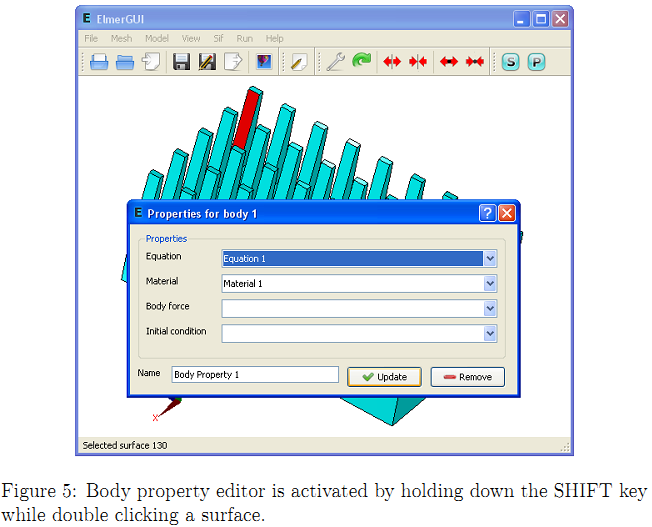 E ElmerGUI
File Mesh Model View Sif Run Help
S P
E Properties for body 1
Properties
Equation Equation 1
Material Material 1
Body force
Initial condition
Name Body Property 1 Update Remove
X
Selected surface 130
Figure 5: Body property editor is activated by holding down the SHIFT key
while double clicking a surface.